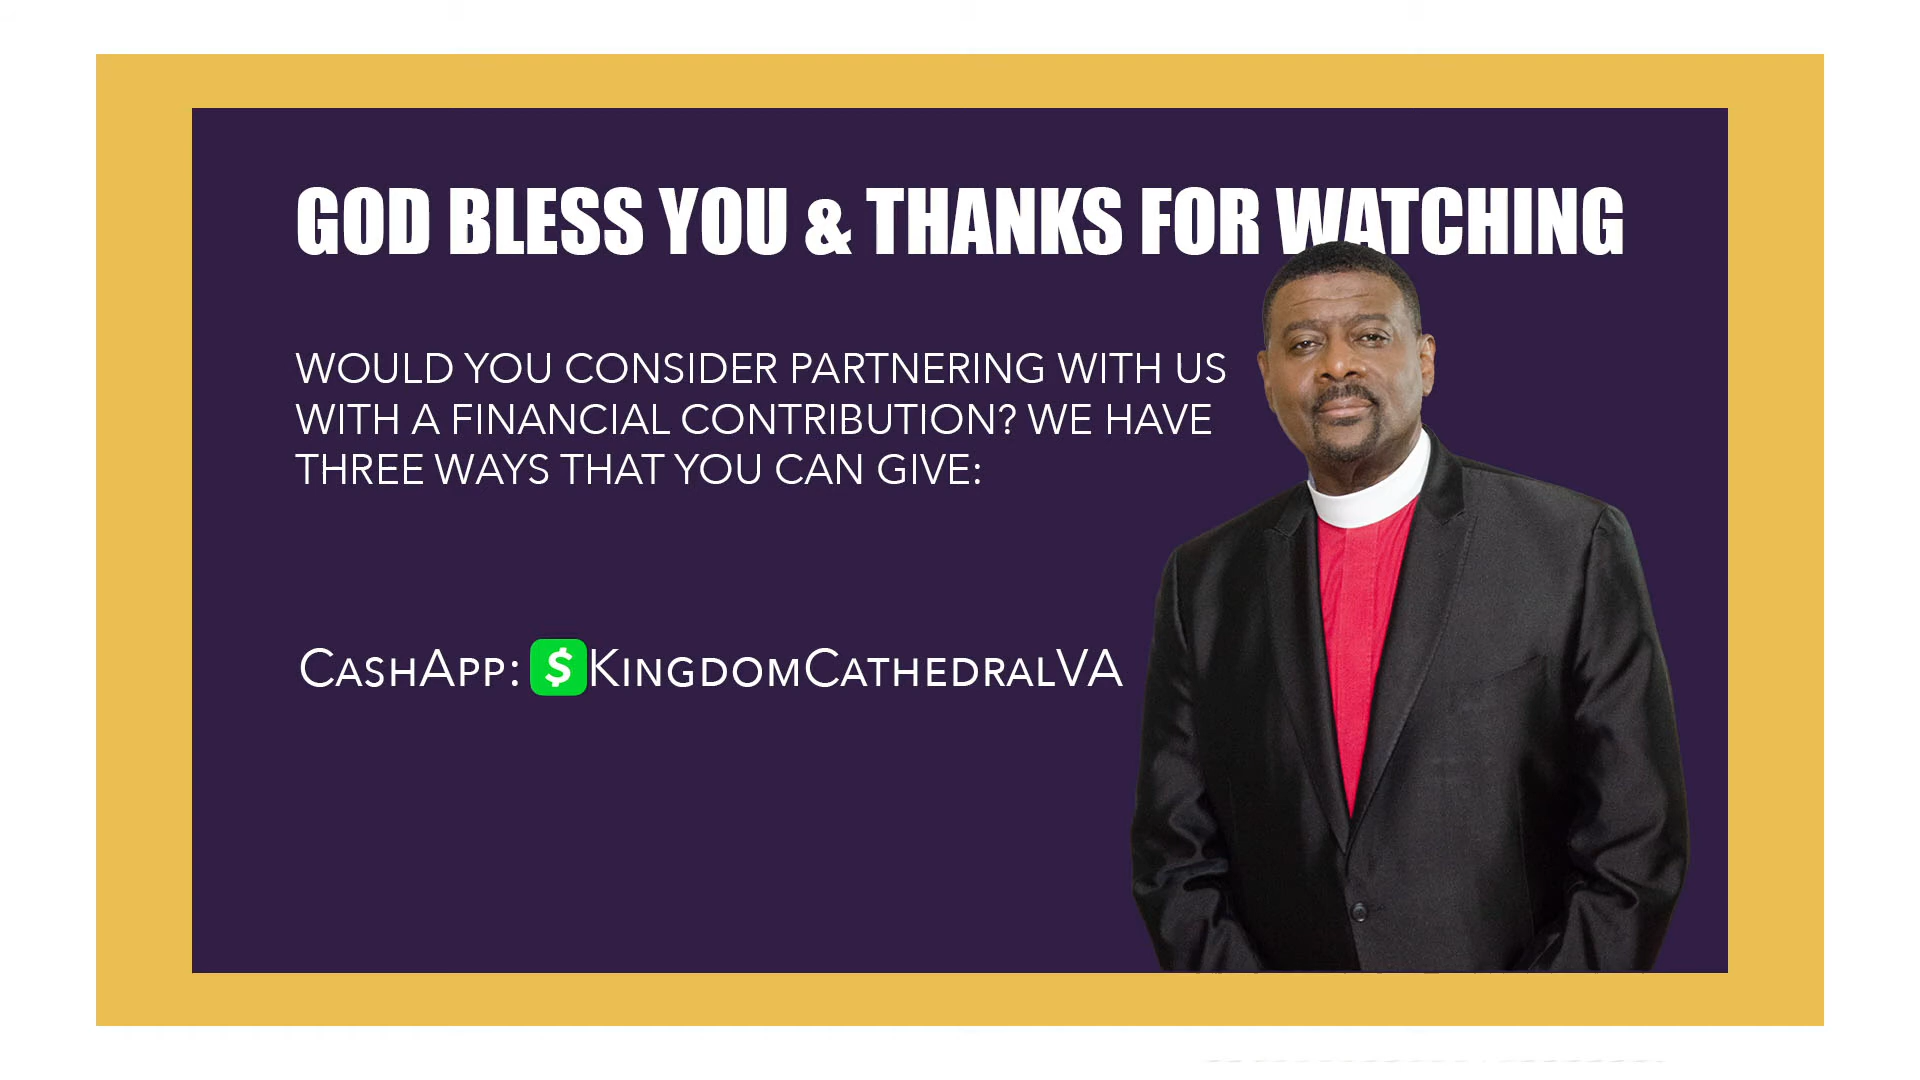 GOD BLESS YOU & THANKS FOR WATCHING
WOULD YOU CONSIDER PARTNERING WITH US
WITH A FINANCIAL CONTRIBUTION? WE HAVE
THREE WAYS THAT YOU CAN GIVE:
CashApp: $KingdomCathedralVA